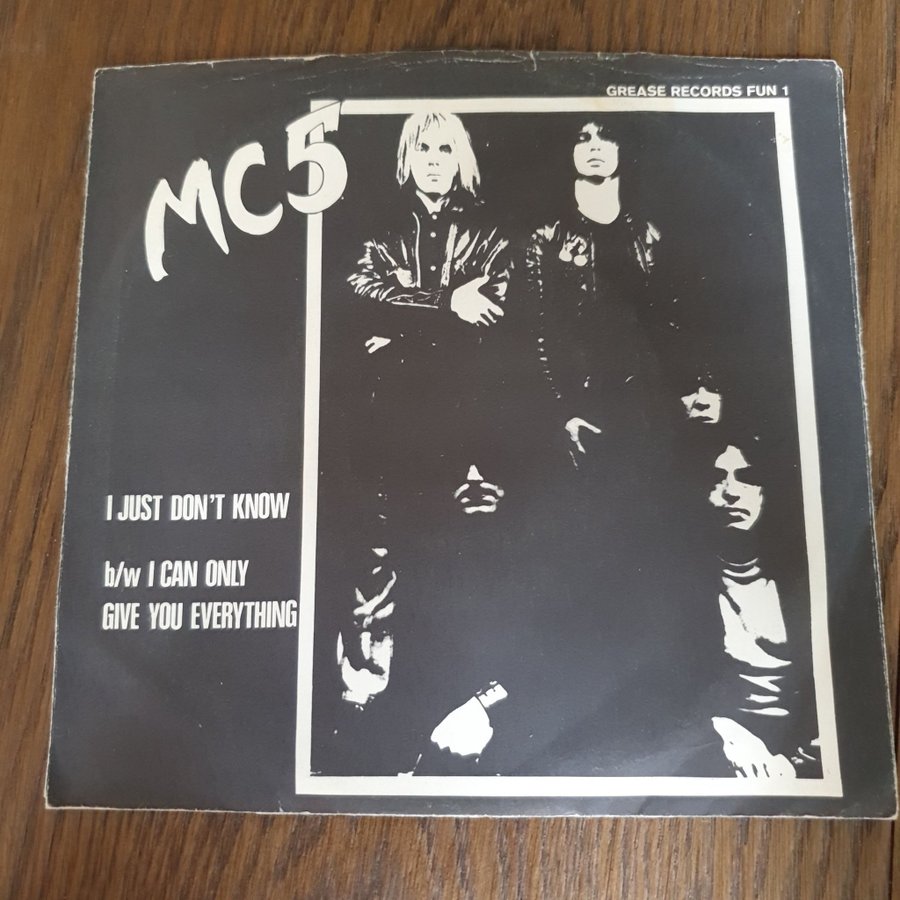 GREASE RECORDS FUN 1
MC5
I JUST DON'T KNOW
b/w I CAN ONLY
GIVE YOU EVERYTHING